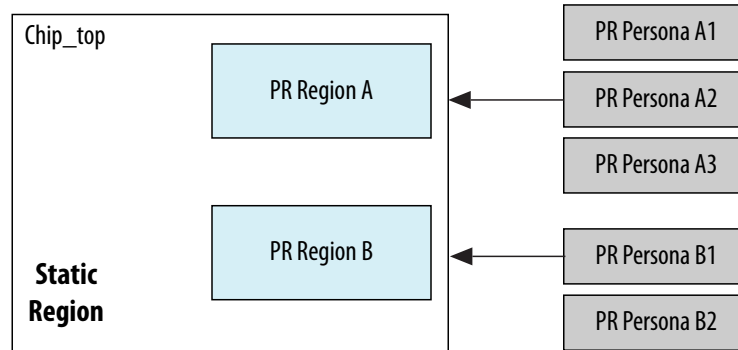 Chip_top
PR Region A
PR Region B
Static
Region
PR Persona A1
PR Persona A2
PR Persona A3
PR Persona B1
PR Persona B2